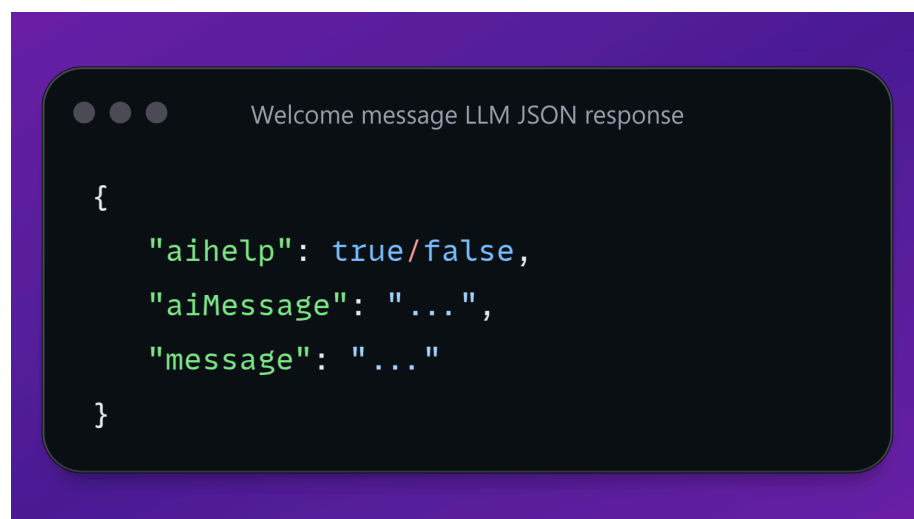 Welcome message LLM JSON response
{
"aihelp": true/false,
"aiMessage": "...",
"message": "..."
}